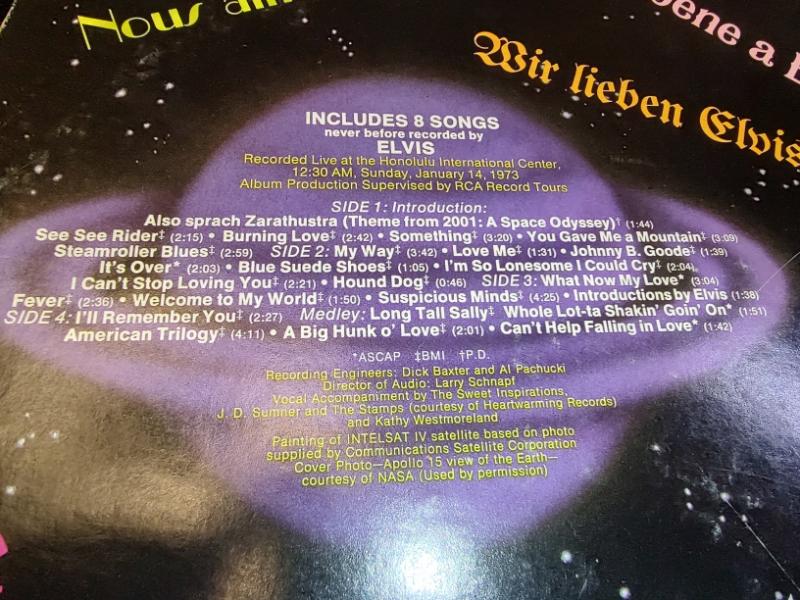 Nous
Wir lieben Elvis
INCLUDES 8 SONGS
never before recorded by
ELVIS
Recorded Live at the Honolulu International Center,
12:30 AM, Sunday, January 14, 1973
Album Production Supervised by RCA Record Tours
SIDE 1: Introduction:
Also sprach Zarathustra (Theme from 2001: A Space Odyssey)† (1:44)
See See Rider‡ (2:15) • Burning Love‡ (2:42) • Something‡ (3:20) • You Gave Me a Mountain‡ (3:09)
Steamroller Blues‡ (2:59) SIDE 2: My Way‡ (3:42) • Love Me‡ (1:31) • Johnny B. Goode‡ (1:39)
It's Over* (2:03) • Blue Suede Shoes‡ (1:05) • I'm So Lonesome I Could Cry‡ (2:04)
I Can't Stop Loving You‡ (2:21) • Hound Dog‡ (0:46) SIDE 3: What Now My Love* (3:04)
Fever‡ (2:36) • Welcome to My World‡ (1:50) • Suspicious Minds‡ (4:25) • Introductions by Elvis (1:38)
SIDE 4: I'll Remember You‡ (2:27) Medley: Long Tall Sally‡ Whole Lot-ta Shakin' Goin' On* (1:51)
American Trilogy‡ (4:11) • A Big Hunk o' Love‡ (2:01) • Can't Help Falling in Love* (1:42)
*ASCAP ‡BMI †P.D.
Recording Engineers: Dick Baxter and Al Pachucki
Director of Audio: Larry Schnapf
Vocal Accompaniment by The Sweet Inspirations,
J. D. Sumner and The Stamps (courtesy of Heartwarming Records)
and Kathy Westmoreland
Painting of INTELSAT IV satellite based on photo
supplied by Communications Satellite Corporation
Cover Photo—Apollo 15 view of the Earth—
courtesy of NASA (Used by permission)